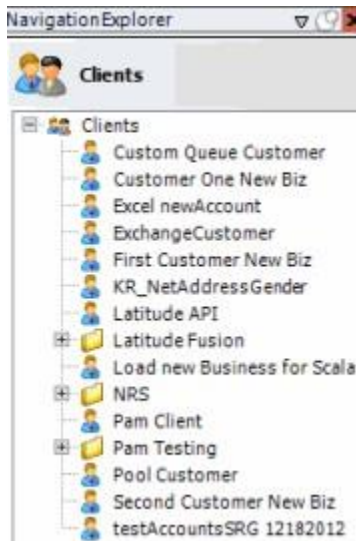 NavigationExplorer
Clients
Clients
Custom Queue Customer
Customer One New Biz
Excel newAccount
ExchangeCustomer
First Customer New Biz
KR_NetAddressGender
Latitude API
Latitude Fusion
Load new Business for Scala
NRS
Pam Client
Pam Testing
Pool Customer
Second Customer New Biz
testAccountsSRG 12182012